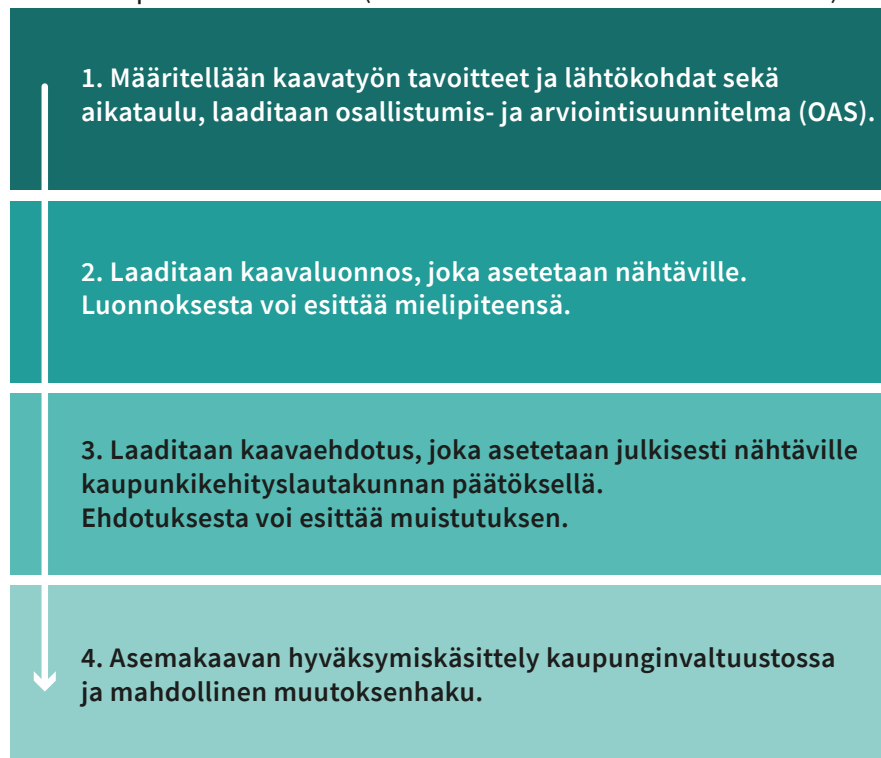 1. Määritellään kaavatyön tavoitteet ja lähtökohdat sekä
aikataulu, laaditaan osallistumis- ja arviointisuunnitelma (OAS).
2. Laaditaan kaavaluonnos, joka asetetaan nähtäville.
Luonnoksesta voi esittää mielipiteensä.
3. Laaditaan kaavaehdotus, joka asetetaan julkisesti nähtäville
kaupunkikehityslautakunnan päätöksellä.
Ehdotuksesta voi esittää muistutuksen.
4. Asemakaavan hyväksymiskäsittely kaupunginvaltuustossa
ja mahdollinen muutoksenhaku.